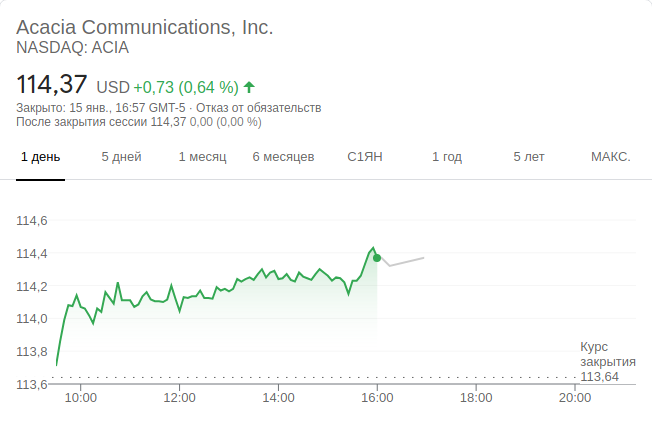 Acacia Communications, Inc.
NASDAQ: ACIA
114,37 USD +0,73 (0,64 %)
Закрыто: 15 янв., 16:57 GMT-5 · Отказ от обязательств
После закрытия сессии 114,37 0,00 (0,00 %)
1 день 5 дней 1 месяц 6 месяцев С1ЯН 1 год 5 лет МАКС.
114,6
114,4
114,2
114,0
113,8
Курс
закрытия
113,6 113,64
10:00 12:00 14:00 16:00 18:00 20:00